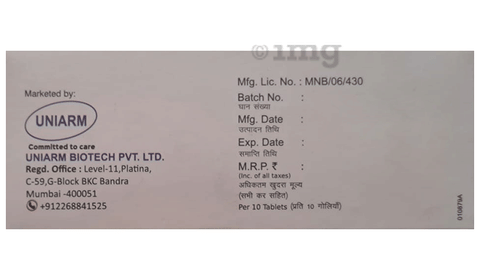 ©1mg
Marketed by:
UNIARM
Committed to care
UNIARM BIOTECH PVT. LTD.
Regd. Office : Level-11,Platina,
C-59,G-Block BKC Bandra
Mumbai -400051
+912268841525
Mfg. Lic. No. : MNB/06/430
Batch No. :
घान संख्या
Mfg. Date :
उत्पादन तिथि
Exp. Date :
समाप्ति तिथि
M.R.P. ₹ :
(Inc. of all taxes)
अधिकतम खुदरा मूल्य
(सभी कर सहित)
Per 10 Tablets (प्रति 10 गोलियाँ)
016679A